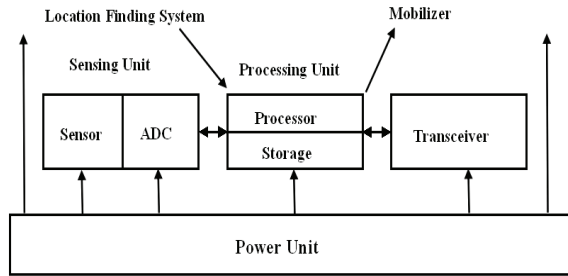 Location Finding System
Mobilizer
Sensing Unit
Processing Unit
Sensor
ADC
Processor
Storage
Transceiver
Power Unit